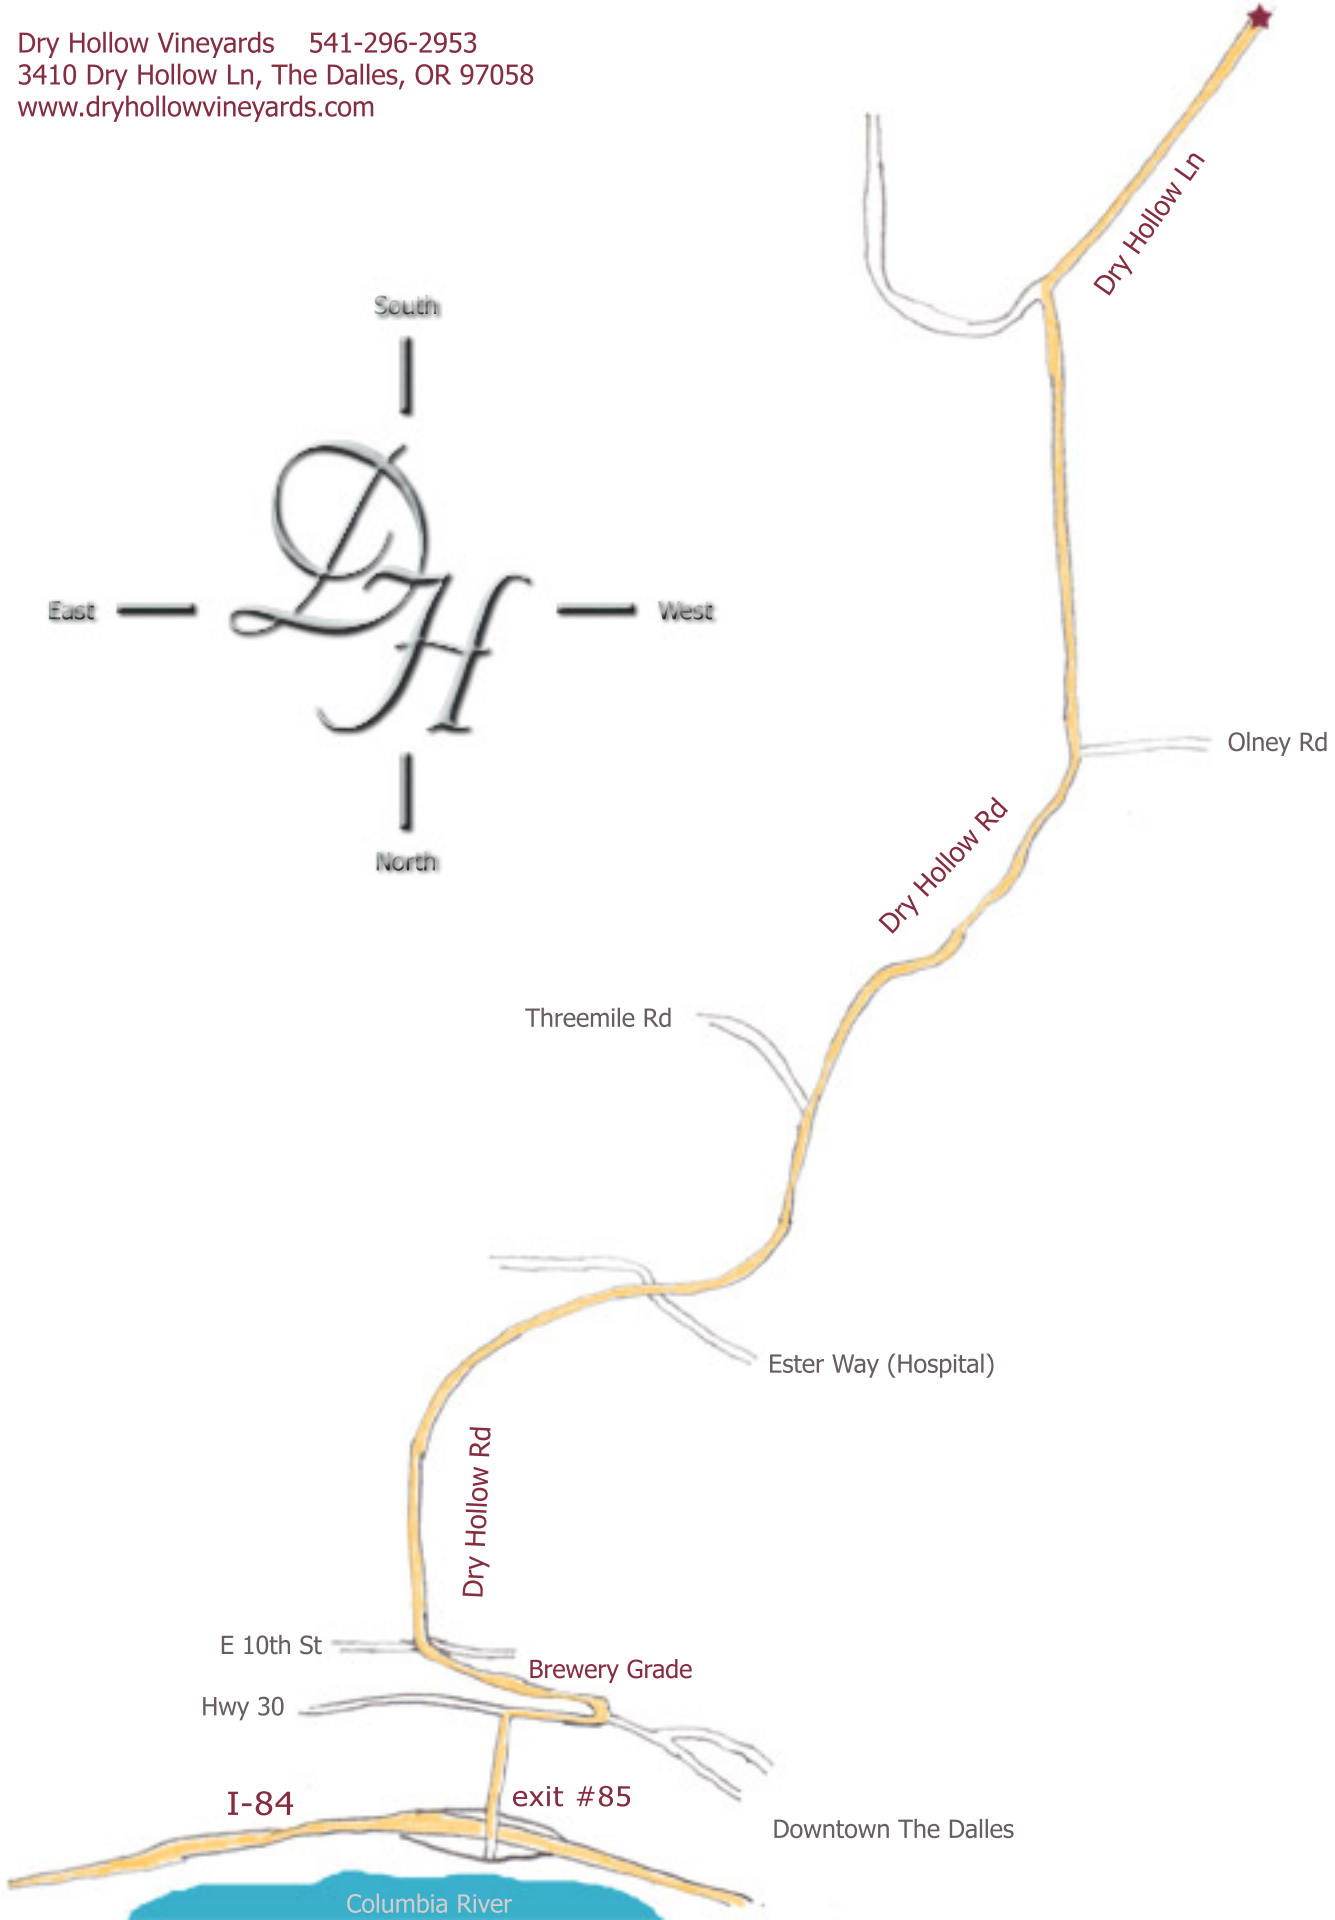 Dry Hollow Vineyards 541-296-2953
3410 Dry Hollow Ln, The Dalles, OR 97058
www.dryhollowvineyards.com
Dry Hollow Ln
South
DH
East
West
North
Olney Rd
Dry Hollow Rd
Threemile Rd
Ester Way (Hospital)
Dry Hollow Rd
E 10th St
Brewery Grade
Hwy 30
I-84
exit #85
Downtown The Dalles
Columbia River